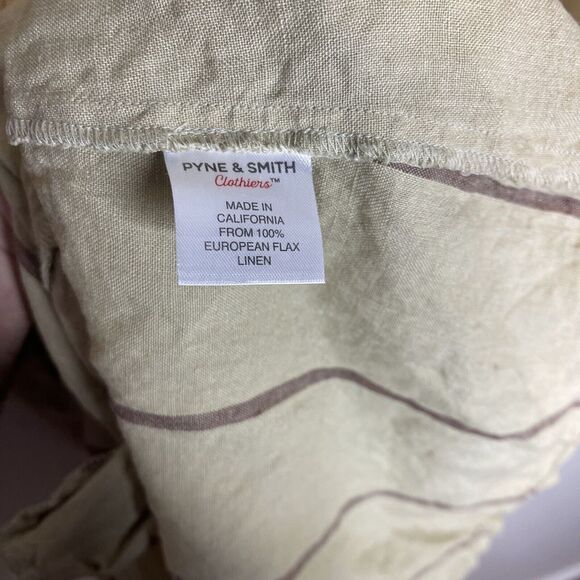 PYNE & SMITH
Clothiers™
MADE IN
CALIFORNIA
FROM 100%
EUROPEAN FLAX
LINEN